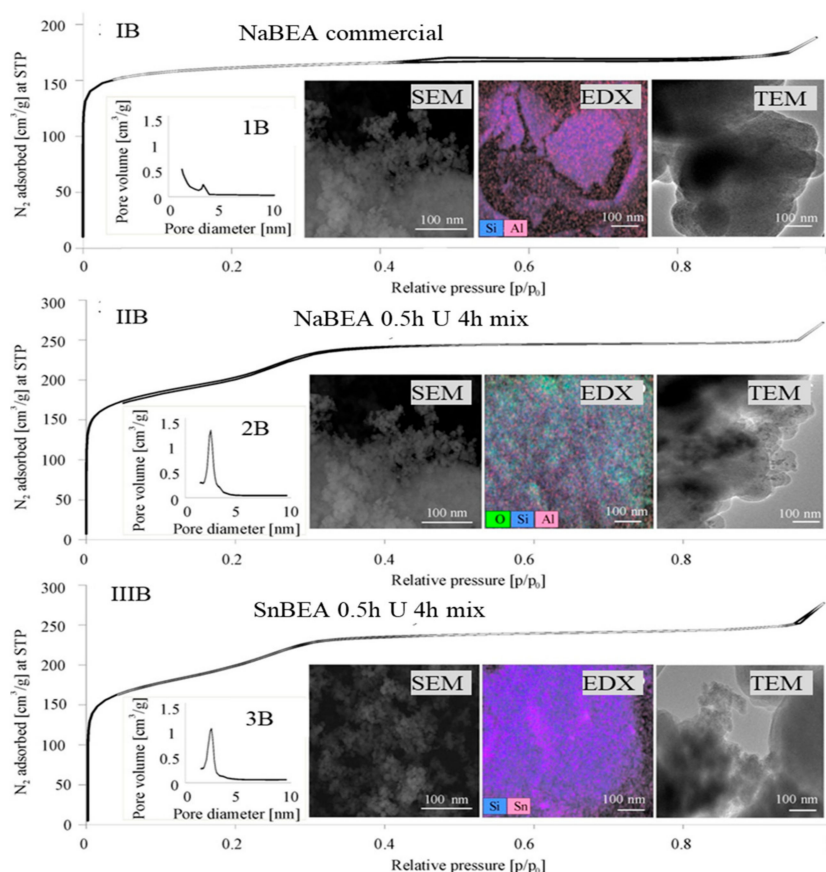 IB
NaBEA commercial
N₂ adsorbed [cm³/g] at STP
200
150
100
50
0
1B
Pore volume [cm³/g]
1.5
1
0.5
0
0
5
10
Pore diameter [nm]
SEM
100 nm
EDX
Si
Al
100 nm
TEM
100 nm
0
0.2
0.4
0.6
0.8
Relative pressure [p/p₀]
IIB
NaBEA 0.5h U 4h mix
N₂ adsorbed [cm³/g] at STP
300
250
200
150
100
50
0
2B
Pore volume [cm³/g]
1.5
1
0.5
0
0
5
10
Pore diameter [nm]
SEM
100 nm
EDX
O
Si
Al
100 nm
TEM
100 nm
0
0.2
0.4
0.6
0.8
Relative pressure [p/p₀]
IIIB
SnBEA 0.5h U 4h mix
N₂ adsorbed [cm³/g] at STP
300
250
200
150
100
50
0
3B
Pore volume [cm³/g]
1.5
1
0.5
0
0
5
10
Pore diameter [nm]
SEM
100 nm
EDX
Si
Sn
100 nm
TEM
100 nm
0
0.2
0.4
0.6
0.8
Relative pressure [p/p₀]